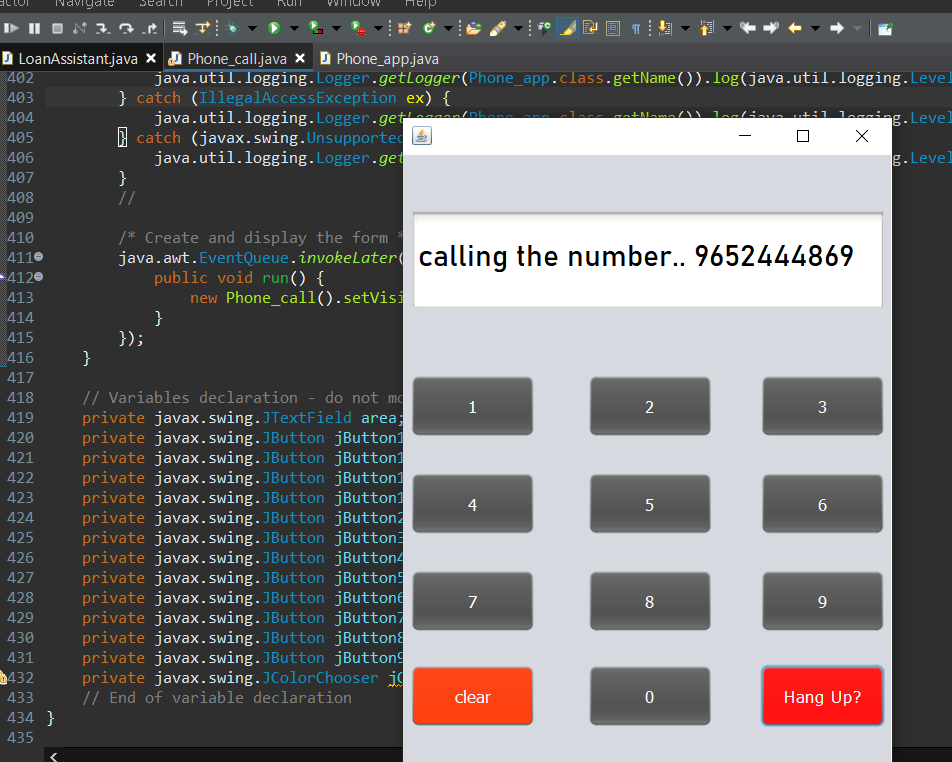 actor Navigate Search Project Run Window Help
LoanAssistant.java Phone_call.java Phone_app.java
402 java.util.logging.Logger.getLogger(Phone_app.class.getName()).log(java.util.logging.Level
403 } catch (IllegalAccessException ex) {
404 java.util.logging.Logger.getLogger(Phone_app.class.getName()).log(java.util.logging.Level
405 } catch (javax.swing.Unsupported
406 java.util.logging.Logger.get g.Level
407 }
408 //
409
410 /* Create and display the form *
411 java.awt.EventQueue.invokeLater(
412 public void run() {
413 new Phone_call().setVisi
414 }
415 });
416 }
417
418 // Variables declaration - do not mo
419 private javax.swing.JTextField area;
420 private javax.swing.JButton jButton1
421 private javax.swing.JButton jButton1
422 private javax.swing.JButton jButton1
423 private javax.swing.JButton jButton1
424 private javax.swing.JButton jButton2
425 private javax.swing.JButton jButton3
426 private javax.swing.JButton jButton4
427 private javax.swing.JButton jButton5
428 private javax.swing.JButton jButton6
429 private javax.swing.JButton jButton7
430 private javax.swing.JButton jButton8
431 private javax.swing.JButton jButton9
432 private javax.swing.JColorChooser jC
433 // End of variable declaration
434 }
435
calling the number.. 9652444869
1 2 3
4 5 6
7 8 9
clear 0 Hang Up?